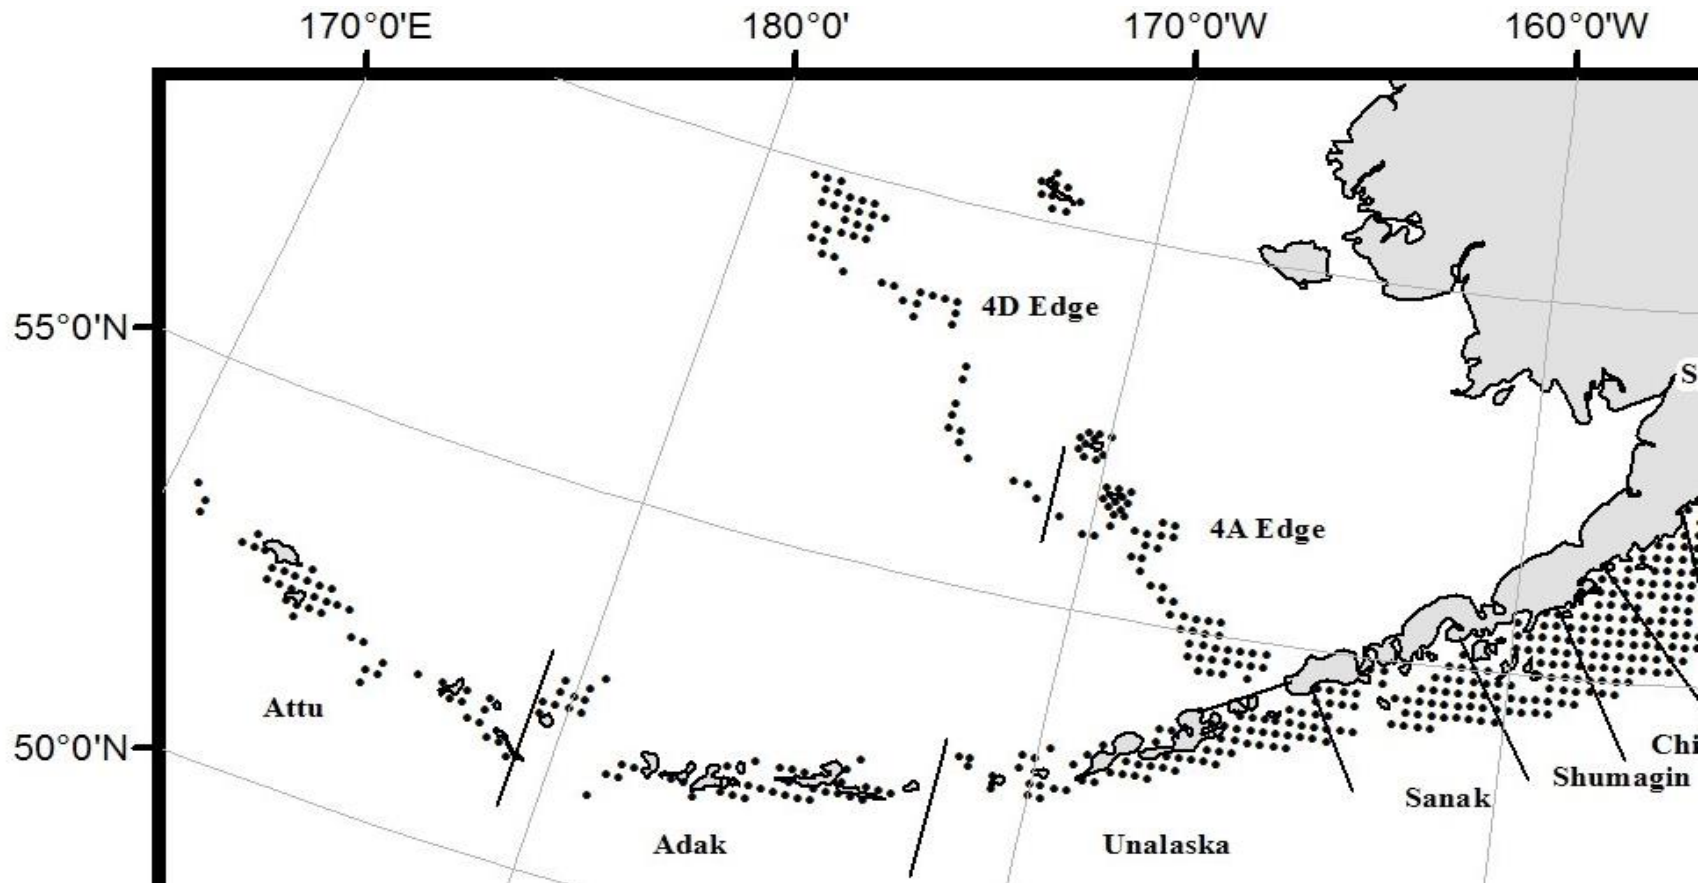 170°0'E 180°0' 170°0'W 160°0'W
4D Edge
55°0'N
S
4A Edge
Attu
50°0'N
Chi
Shumagin
Sanak
Adak
Unalaska